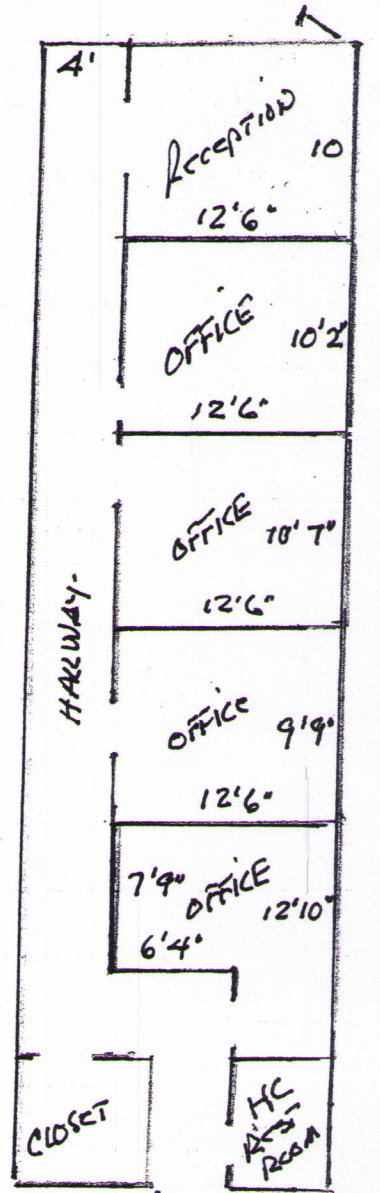 4'
RECEPTION
10
12'6"
OFFICE
10'2"
12'6"
OFFICE
10'7"
12'6"
HALLWAY
OFFICE
9'9"
12'6"
7'9"
OFFICE
12'10"
6'4"
CLOSET
HC
REST
ROOM